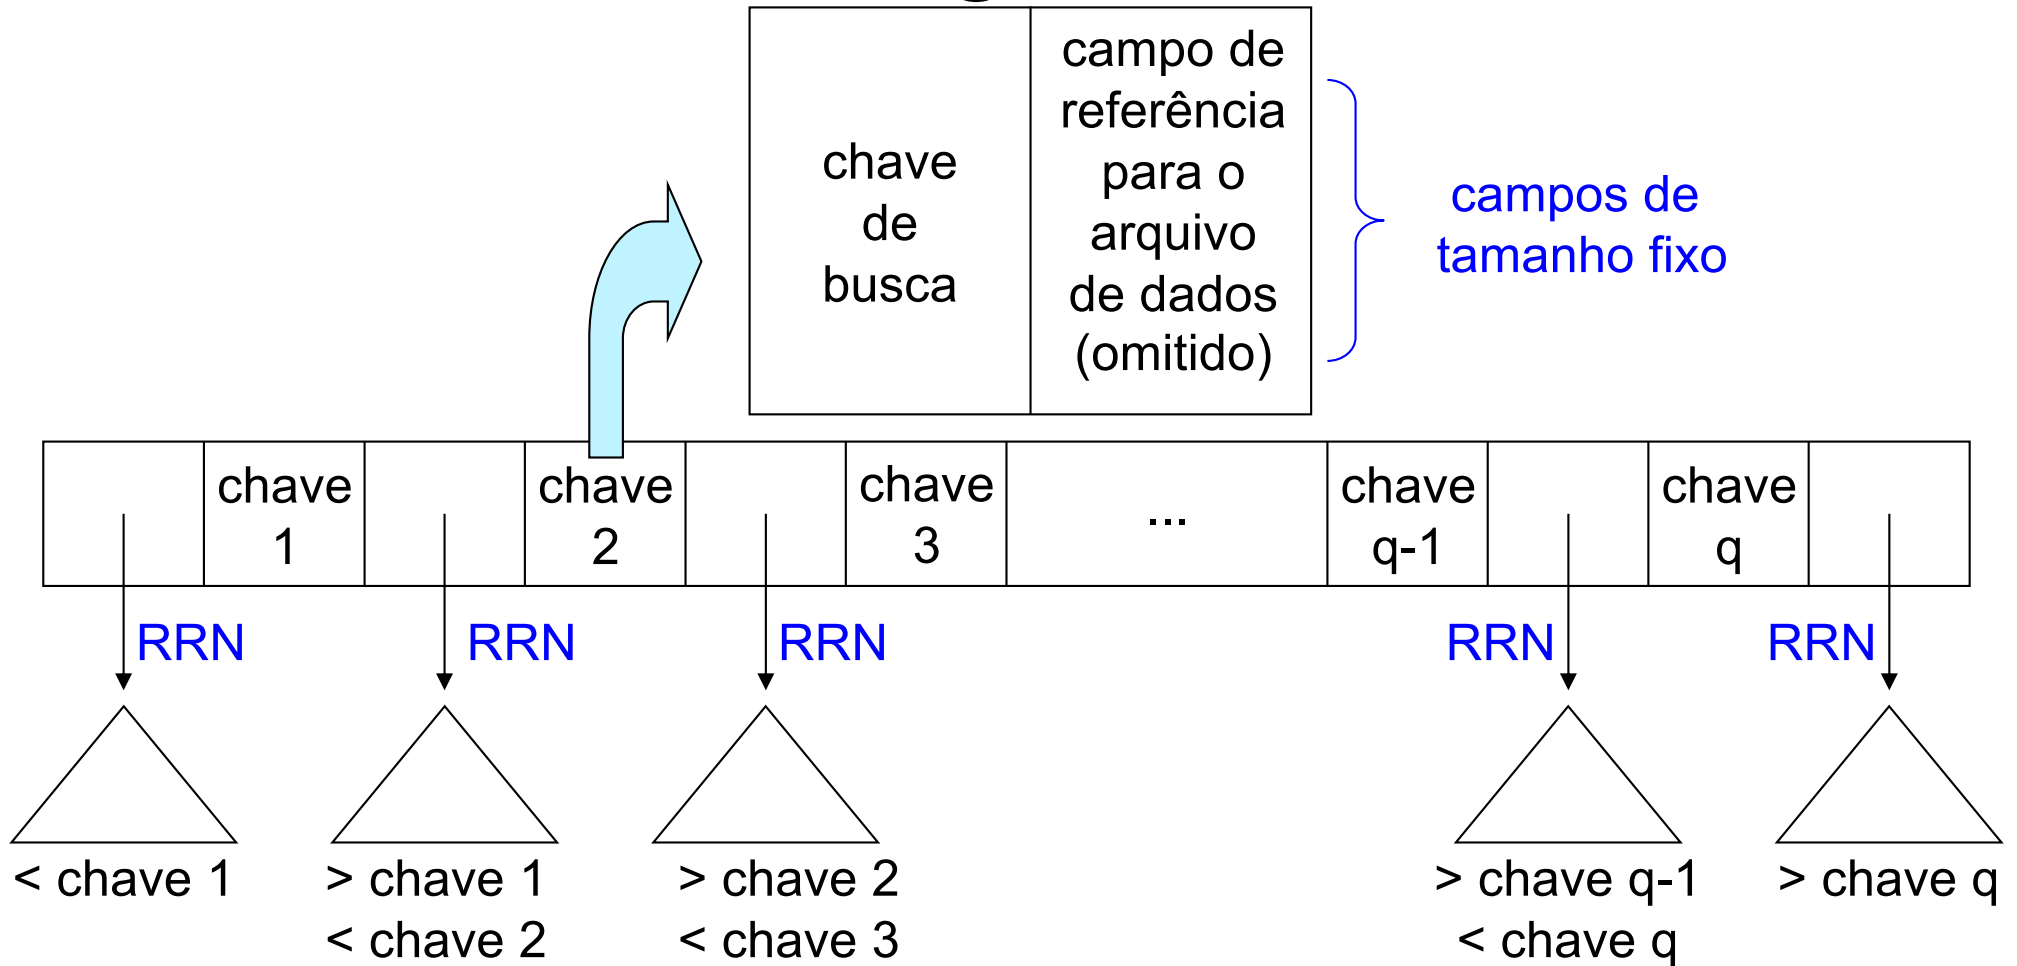 chave
de
busca
campo de
referência
para o
arquivo
de dados
(omitido)
campos de
tamanho fixo
chave
1
chave
2
chave
3
...
chave
q-1
chave
q
RRN
RRN
RRN
RRN
RRN
< chave 1
> chave 1
< chave 2
> chave 2
< chave 3
> chave q-1
< chave q
> chave q